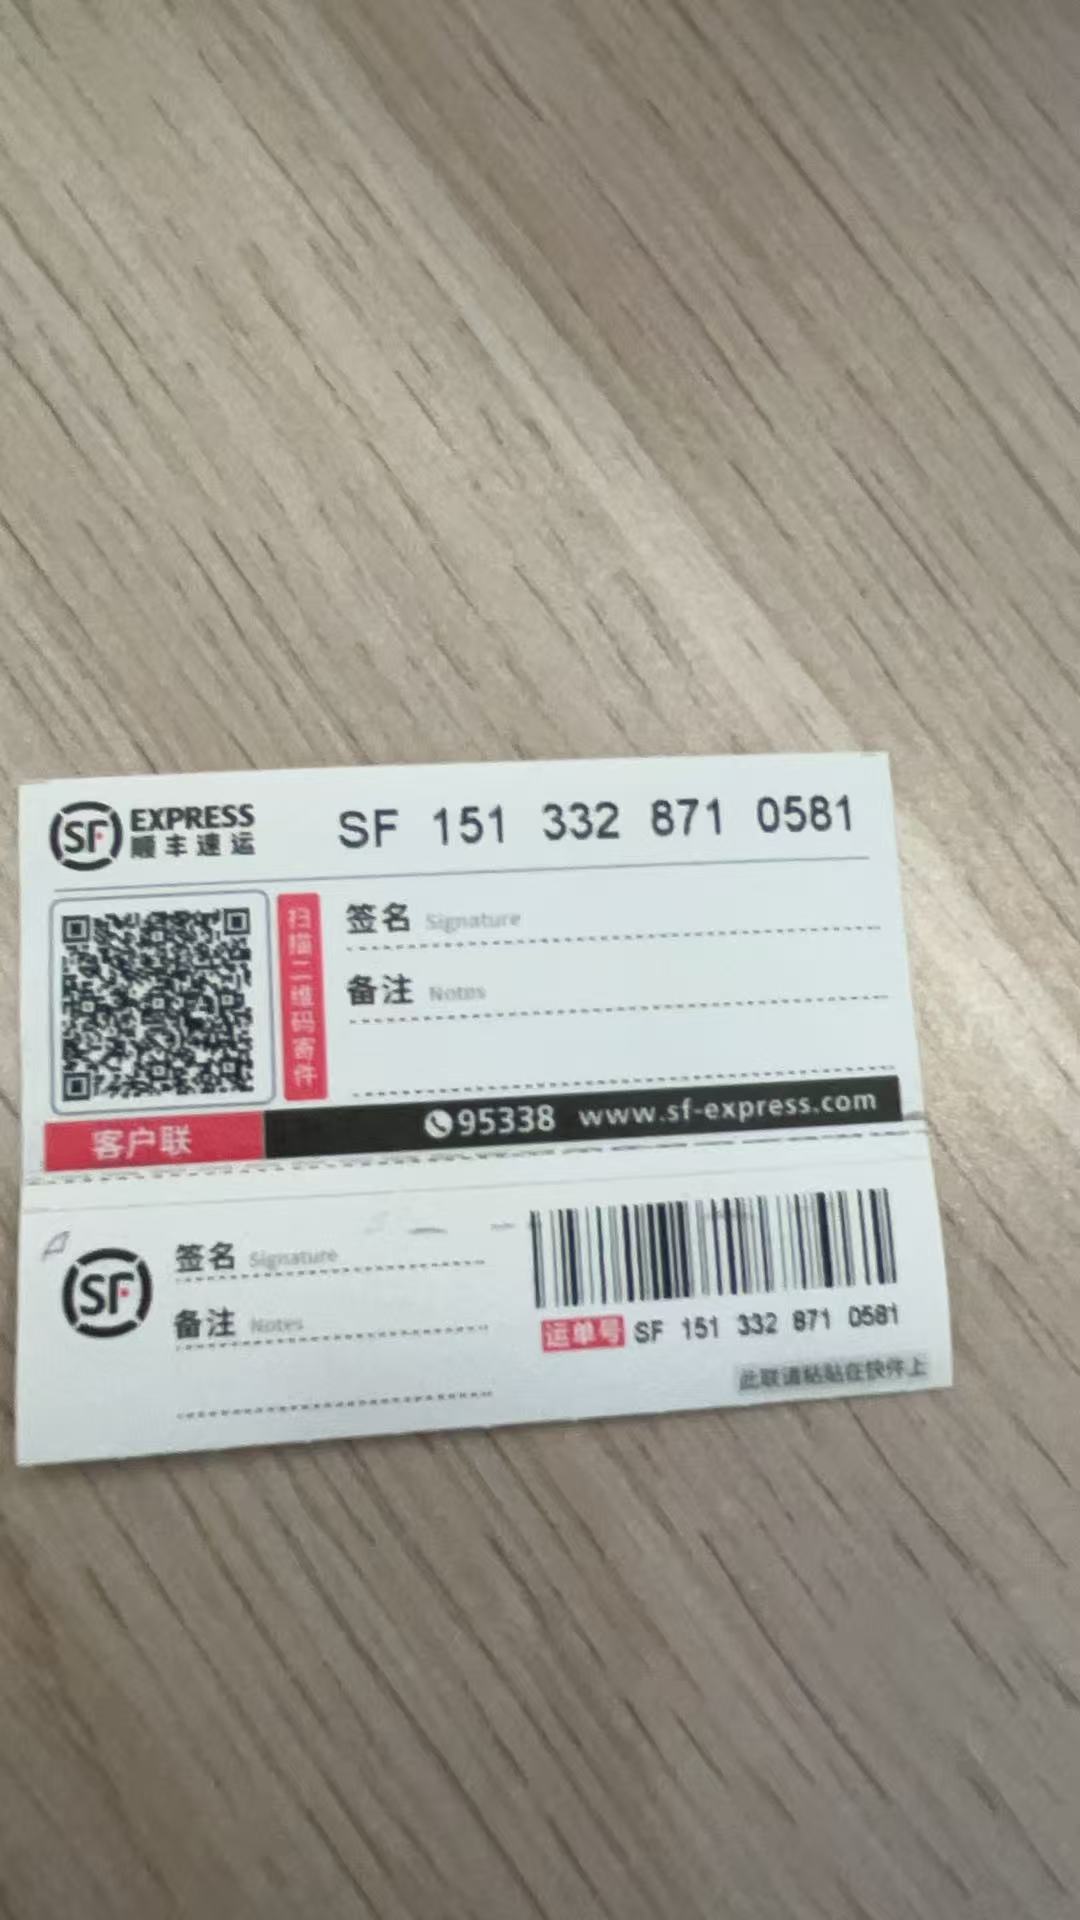 SF EXPRESS
顺丰速运
SF 151 332 871 0581
扫描二维码寄件
签名 Signature
备注 Notes
客户联
95338 www.sf-express.com
SF
签名 Signature
备注 Notes
运单号 SF 151 332 871 0581
此联请粘贴在快件上